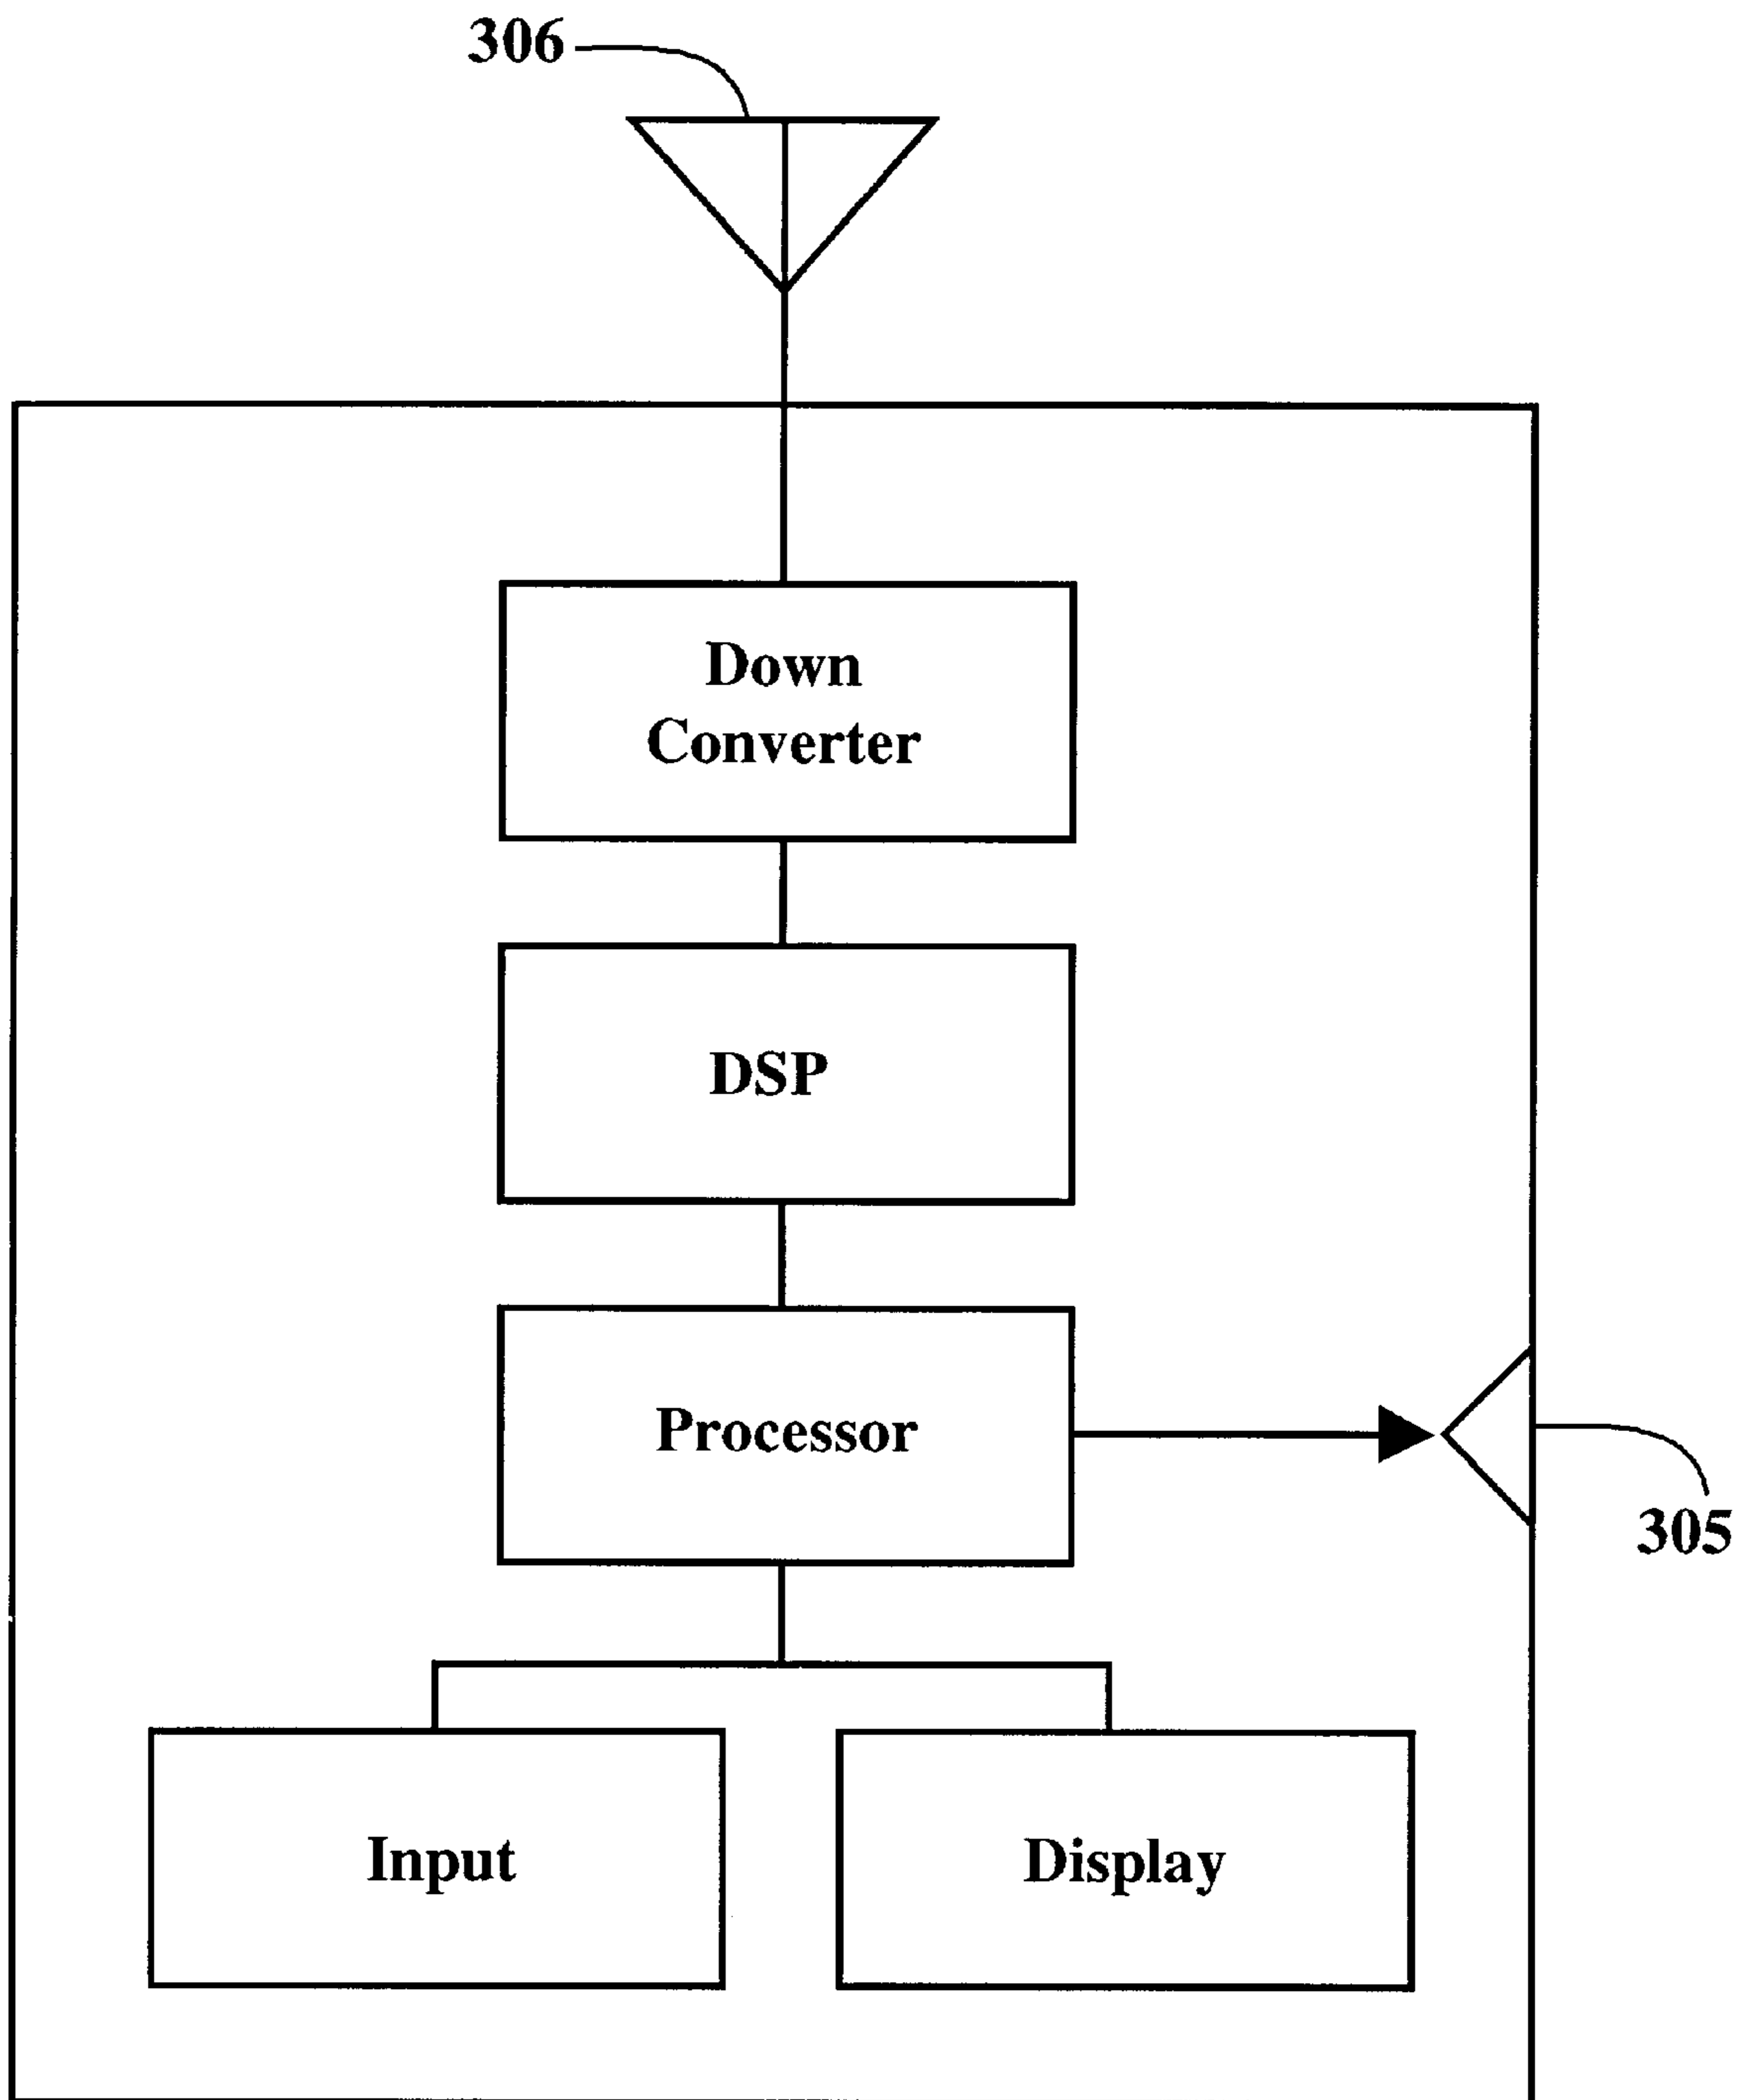 306
Down
Converter
DSP
Processor
305
Input
Display